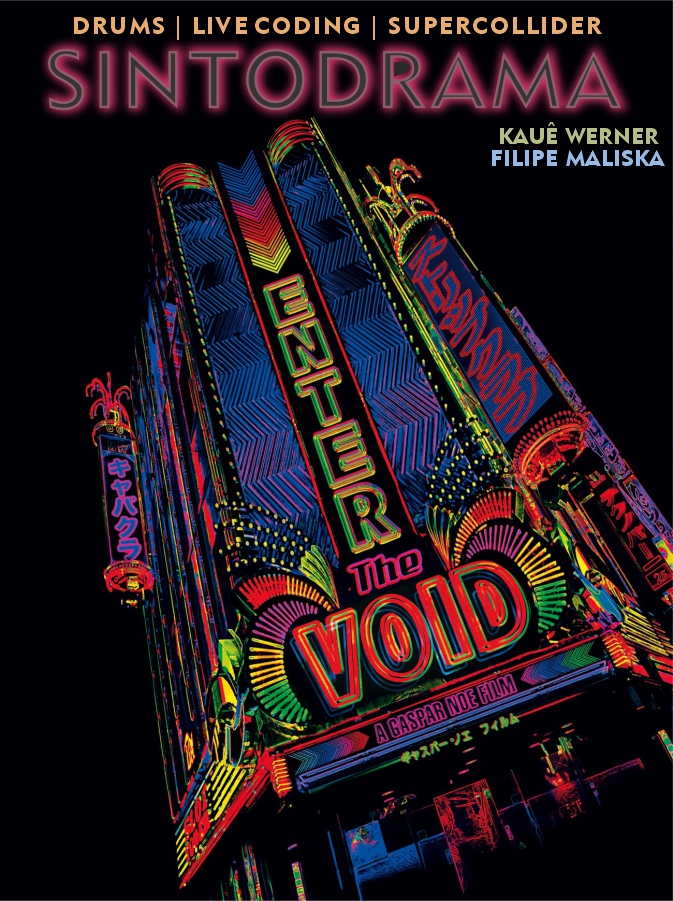 DRUMS | LIVE CODING | SUPERCOLLIDER
SINTODRAMA
KAUÊ WERNER
FILIPE MALISKA
ENTER
The
VOID
A GASPAR NOE FILM
ギャスパー・ノエ フィルム
キャバクラ